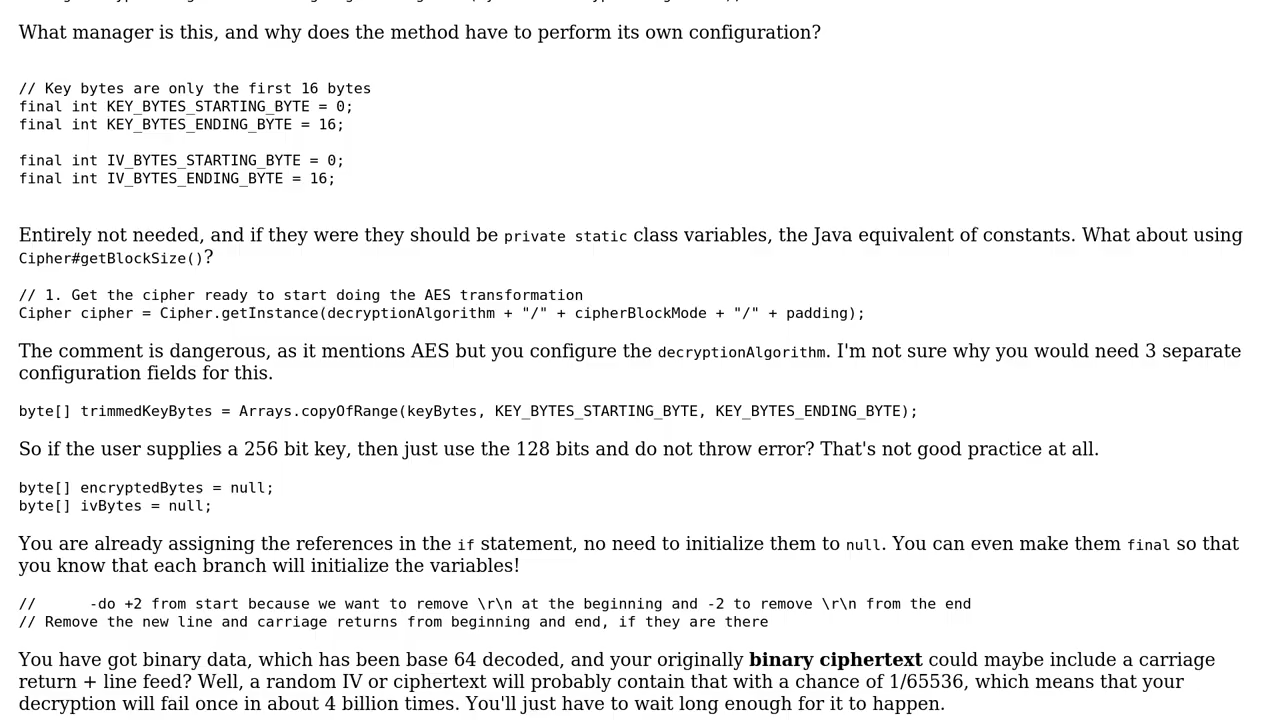 What manager is this, and why does the method have to perform its own configuration?
// Key bytes are only the first 16 bytes
final int KEY_BYTES_STARTING_BYTE = 0;
final int KEY_BYTES_ENDING_BYTE = 16;
final int IV_BYTES_STARTING_BYTE = 0;
final int IV_BYTES_ENDING_BYTE = 16;
Entirely not needed, and if they were they should be private static class variables, the Java equivalent of constants. What about using
Cipher#getBlockSize()?
// 1. Get the cipher ready to start doing the AES transformation
Cipher cipher = Cipher.getInstance(decryptionAlgorithm + "/" + cipherBlockMode + "/" + padding);
The comment is dangerous, as it mentions AES but you configure the decryptionAlgorithm. I'm not sure why you would need 3 separate
configuration fields for this.
byte[] trimmedKeyBytes = Arrays.copyOfRange(keyBytes, KEY_BYTES_STARTING_BYTE, KEY_BYTES_ENDING_BYTE);
So if the user supplies a 256 bit key, then just use the 128 bits and do not throw error? That's not good practice at all.
byte[] encryptedBytes = null;
byte[] ivBytes = null;
You are already assigning the references in the if statement, no need to initialize them to null. You can even make them final so that
you know that each branch will initialize the variables!
//      -do +2 from start because we want to remove \r\n at the beginning and -2 to remove \r\n from the end
// Remove the new line and carriage returns from beginning and end, if they are there
You have got binary data, which has been base 64 decoded, and your originally binary ciphertext could maybe include a carriage
return + line feed? Well, a random IV or ciphertext will probably contain that with a chance of 1/65536, which means that your
decryption will fail once in about 4 billion times. You'll just have to wait long enough for it to happen.